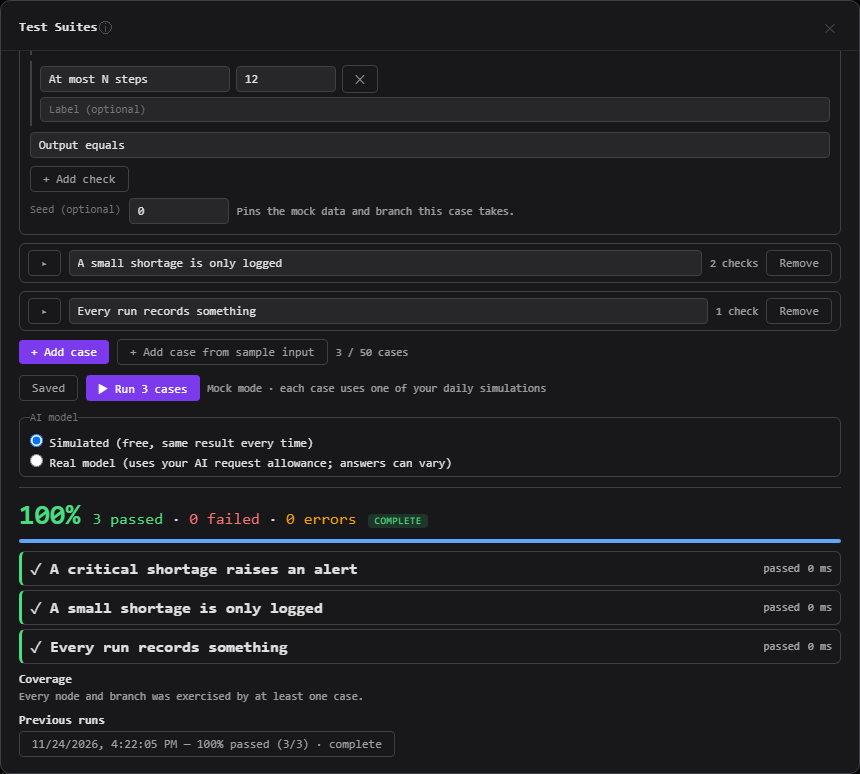 Test Suites ⓘ ×
At most N steps 12 ×
Label (optional)
Output equals
+ Add check
Seed (optional) 0 Pins the mock data and branch this case takes.
▸ A small shortage is only logged 2 checks Remove
▸ Every run records something 1 check Remove
+ Add case + Add case from sample input 3 / 50 cases
Saved ▶ Run 3 cases Mock mode · each case uses one of your daily simulations
AI model
Simulated (free, same result every time)
Real model (uses your AI request allowance; answers can vary)
100% 3 passed · 0 failed · 0 errors COMPLETE
✓ A critical shortage raises an alert passed 0 ms
✓ A small shortage is only logged passed 0 ms
✓ Every run records something passed 0 ms
Coverage
Every node and branch was exercised by at least one case.
Previous runs
11/24/2026, 4:22:05 PM — 100% passed (3/3) · complete